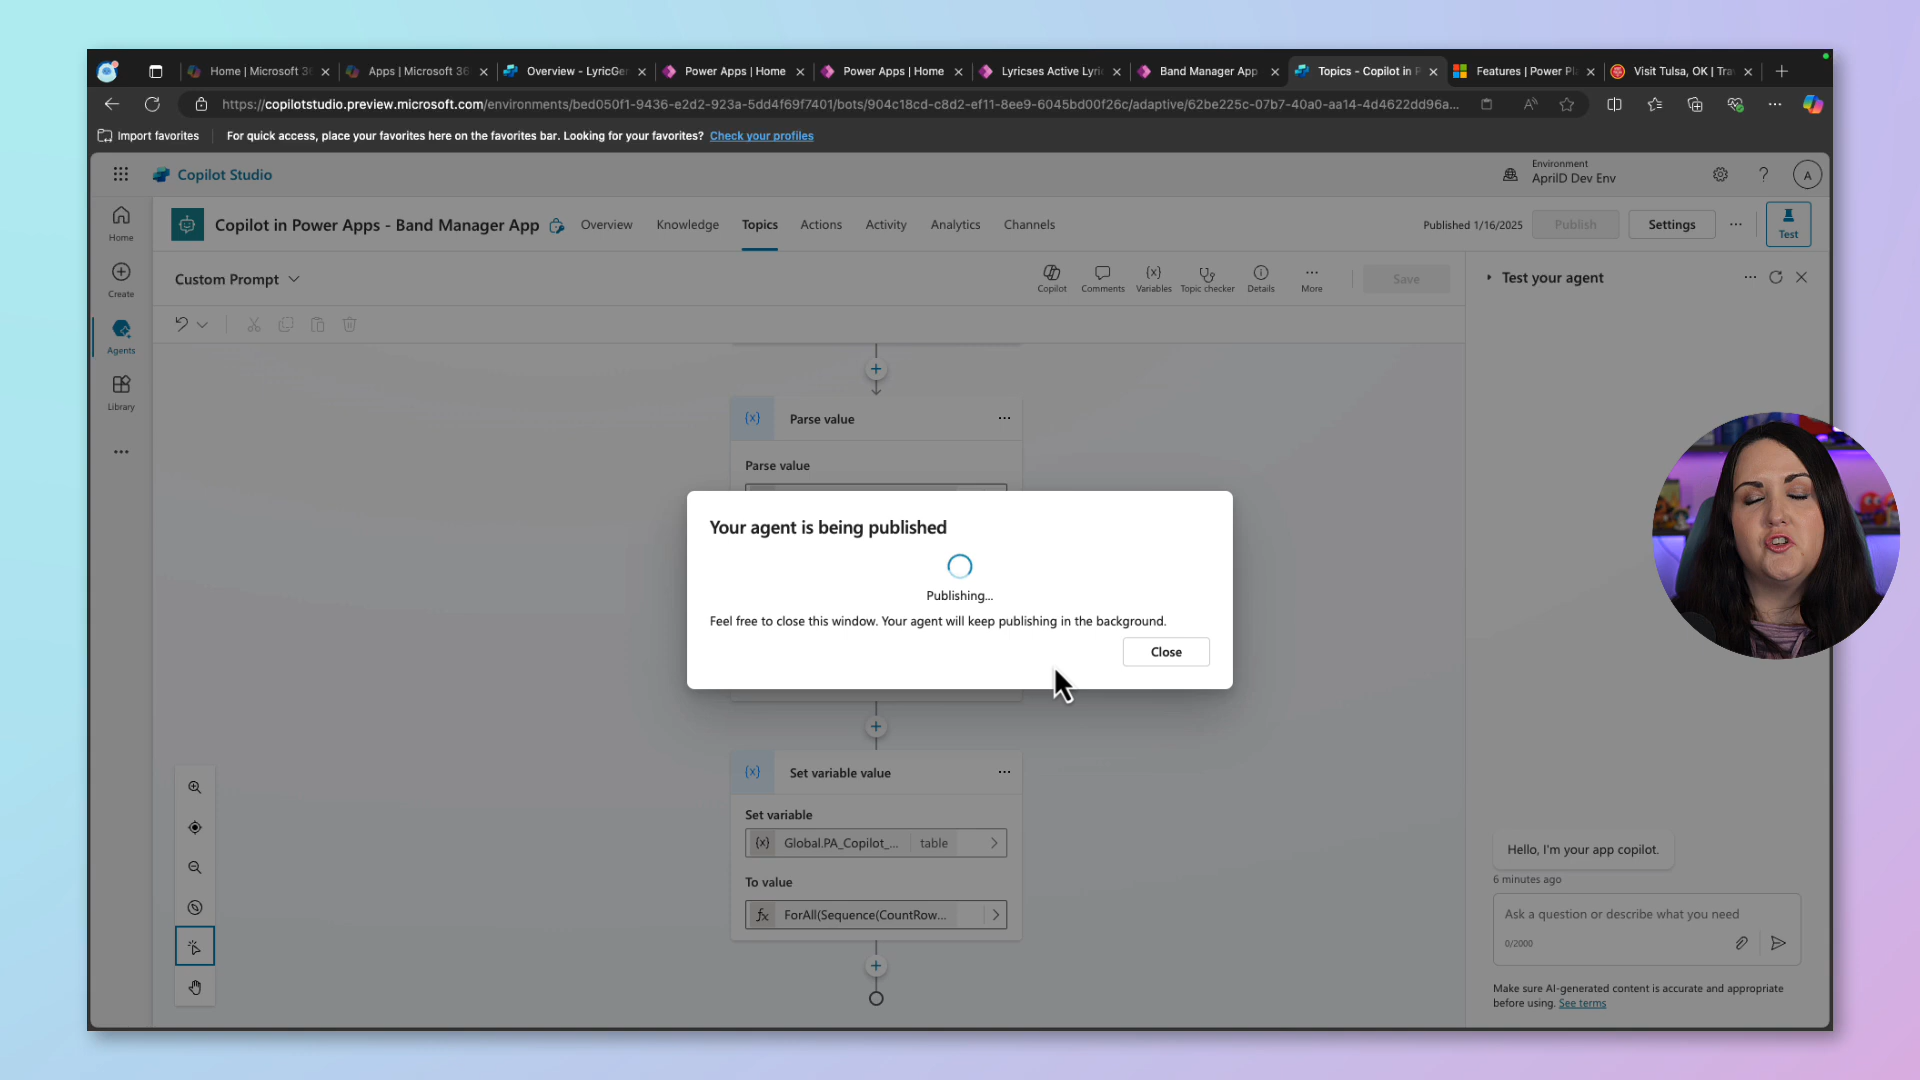 Home | Microsoft 36
Apps | Microsoft 36
Overview - LyricGer
Power Apps | Home
Power Apps | Home
Lyricses Active Lyri
Band Manager App
Topics - Copilot in P
Features | Power Pl
Visit Tulsa, OK | Tra
https://copilotstudio.preview.microsoft.com/environments/bed050f1-9436-e2d2-923a-5dd4f69f7401/bots/904c18cd-c8d2-ef11-8ee9-6045bd00f26c/adaptive/62be225c-07b7-40a0-aa14-4d4622dd96a...
Import favorites
For quick access, place your favorites here on the favorites bar. Looking for your favorites? Check your profiles
Copilot Studio
Environment
AprilD Dev Env
A
Copilot in Power Apps - Band Manager App
Overview
Knowledge
Topics
Actions
Activity
Analytics
Channels
Published 1/16/2025
Publish
Settings
Test
Home
Create
Agents
Library
Custom Prompt
Copilot
Comments
Variables
Topic checker
Details
More
Save
Test your agent
Parse value
Parse value
Your agent is being published
Publishing...
Feel free to close this window. Your agent will keep publishing in the background.
Close
Set variable value
Set variable
{x} Global.PA_Copilot_... table
To value
fx ForAll(Sequence(CountRow...
Hello, I'm your app copilot.
6 minutes ago
Ask a question or describe what you need
0/2000
Make sure AI-generated content is accurate and appropriate
before using. See terms